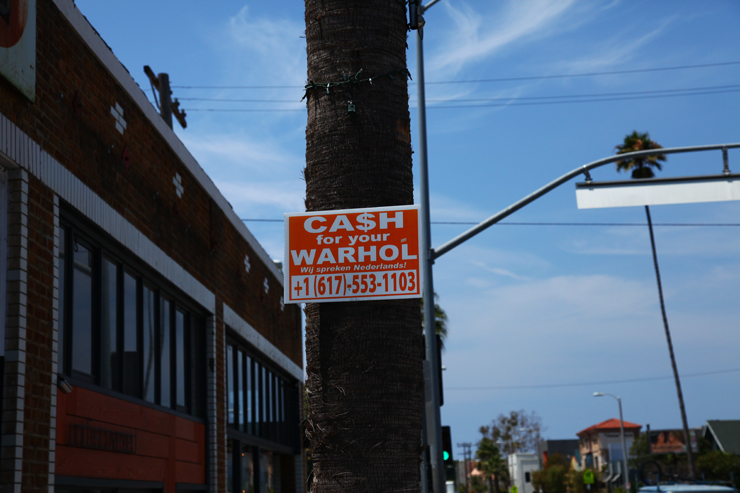 CA$H
for your
WARHOL
Wij spreken Nederlands!
+1(617)-553-1103